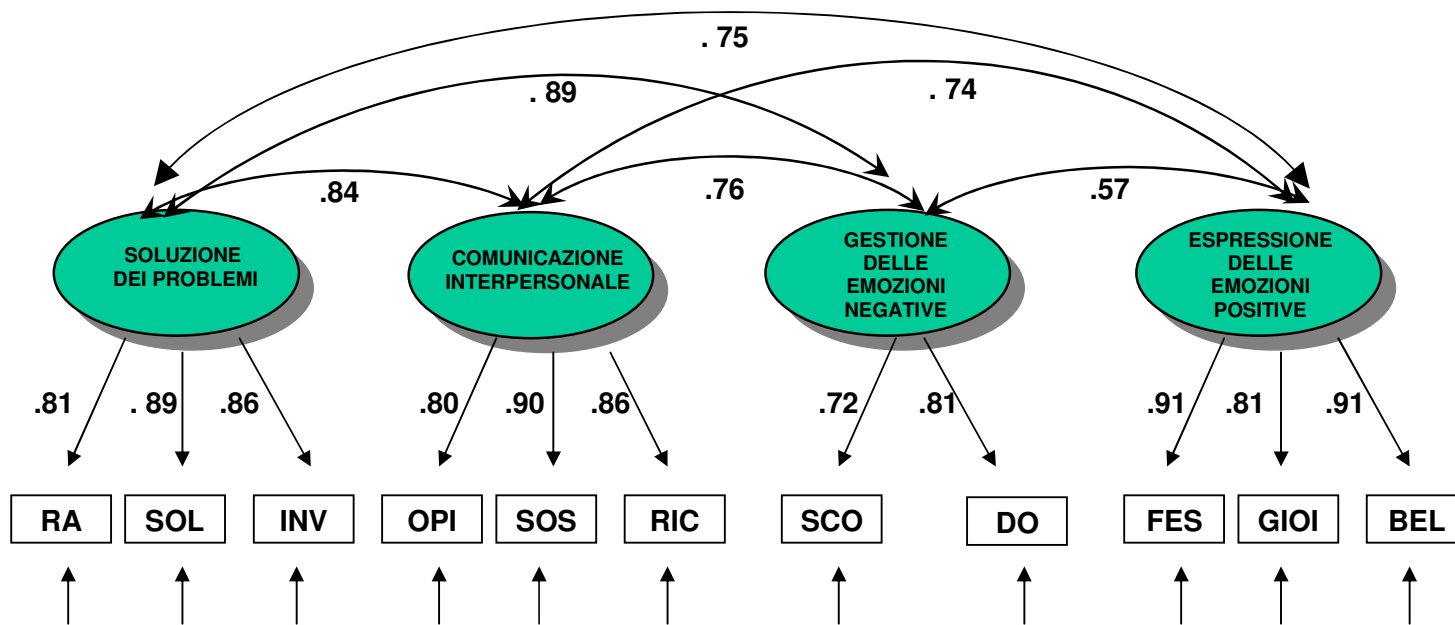 . 75
. 89
. 74
.84
.76
.57
SOLUZIONE
DEI PROBLEMI
COMUNICAZIONE
INTERPERSONALE
GESTIONE
DELLE
EMOZIONI
NEGATIVE
ESPRESSIONE
DELLE
EMOZIONI
POSITIVE
.81
. 89
.86
.80
.90
.86
.72
.81
.91
.81
.91
RA
SOL
INV
OPI
SOS
RIC
SCO
DO
FES
GIOI
BEL